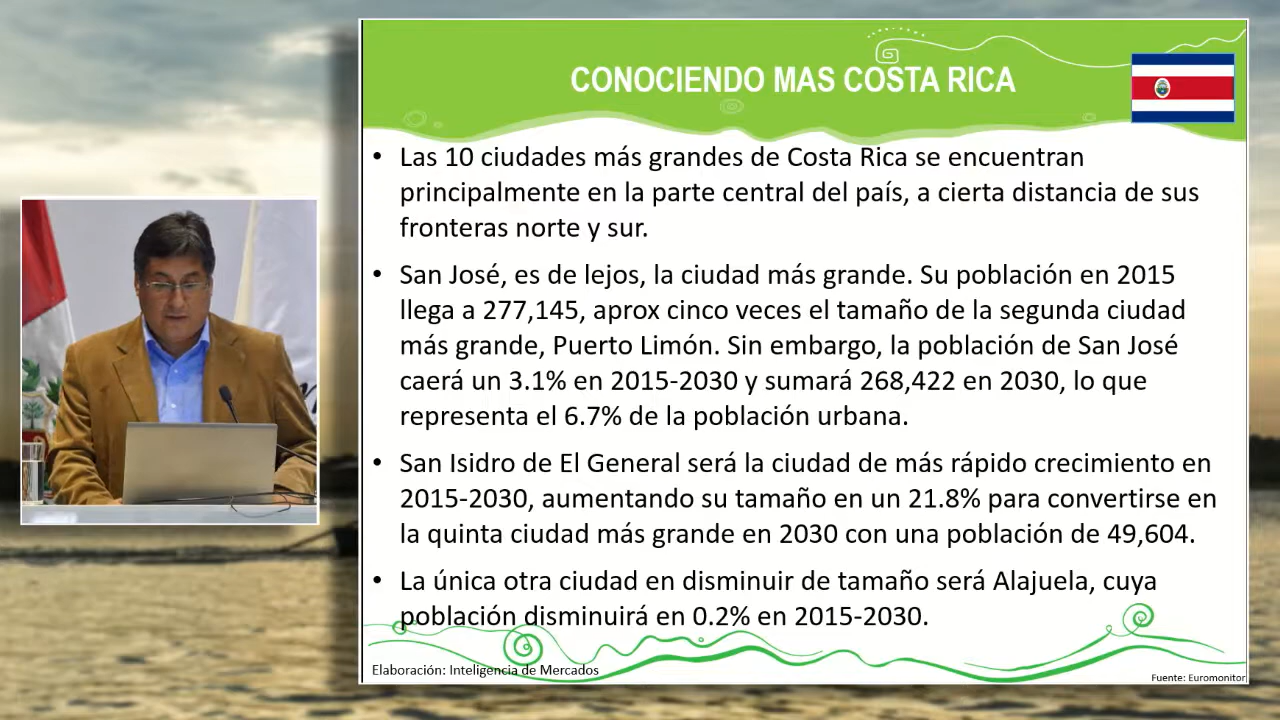 CONOCIENDO MAS COSTA RICA
• Las 10 ciudades más grandes de Costa Rica se encuentran
principalmente en la parte central del país, a cierta distancia de sus
fronteras norte y sur.
• San José, es de lejos, la ciudad más grande. Su población en 2015
llega a 277,145, aprox cinco veces el tamaño de la segunda ciudad
más grande, Puerto Limón. Sin embargo, la población de San José
caerá un 3.1% en 2015-2030 y sumará 268,422 en 2030, lo que
representa el 6.7% de la población urbana.
• San Isidro de El General será la ciudad de más rápido crecimiento en
2015-2030, aumentando su tamaño en un 21.8% para convertirse en
la quinta ciudad más grande en 2030 con una población de 49,604.
• La única otra ciudad en disminuir de tamaño será Alajuela, cuya
población disminuirá en 0.2% en 2015-2030.
Elaboración: Inteligencia de Mercados
Fuente: Euromonitor